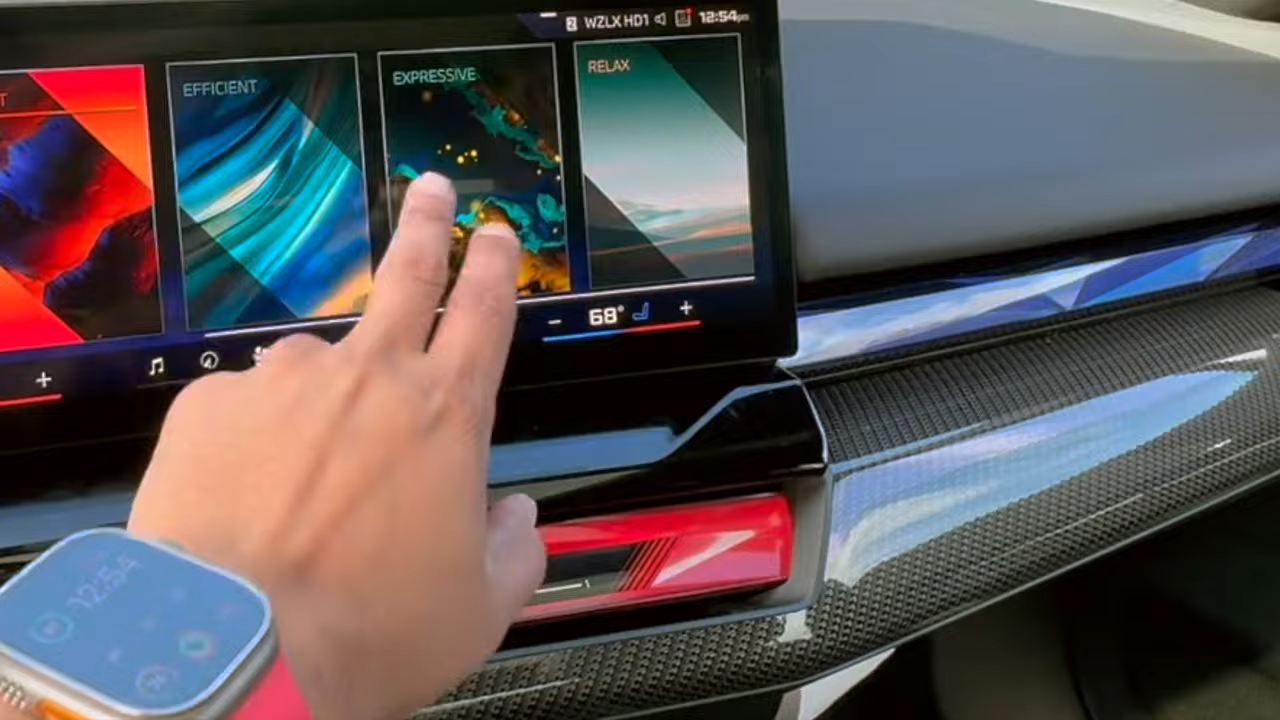 WZLX HD1 12:54pm
T
EFFICIENT
EXPRESSIVE
RELAX
- 68° +
+
12:54